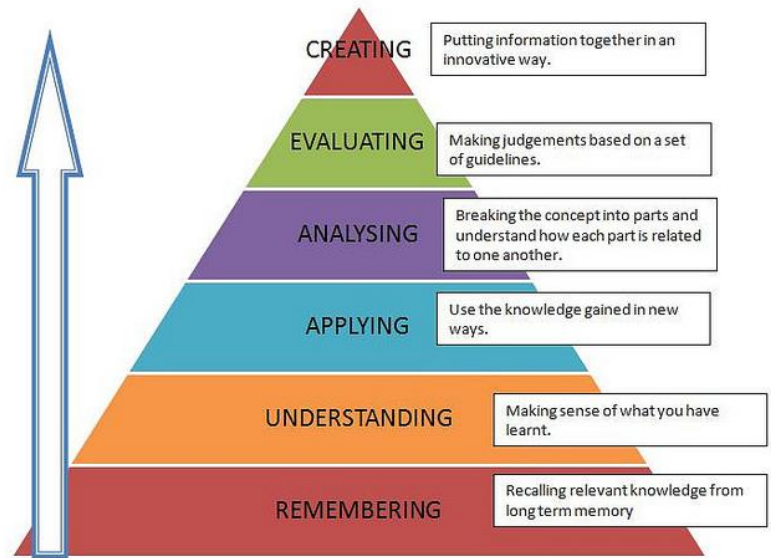 CREATING
Putting information together in an
innovative way.
EVALUATING
Making judgements based on a set
of guidelines.
ANALYSING
Breaking the concept into parts and
understand how each part is related
to one another.
APPLYING
Use the knowledge gained in new
ways.
UNDERSTANDING
Making sense of what you have
learnt.
REMEMBERING
Recalling relevant knowledge from
long term memory